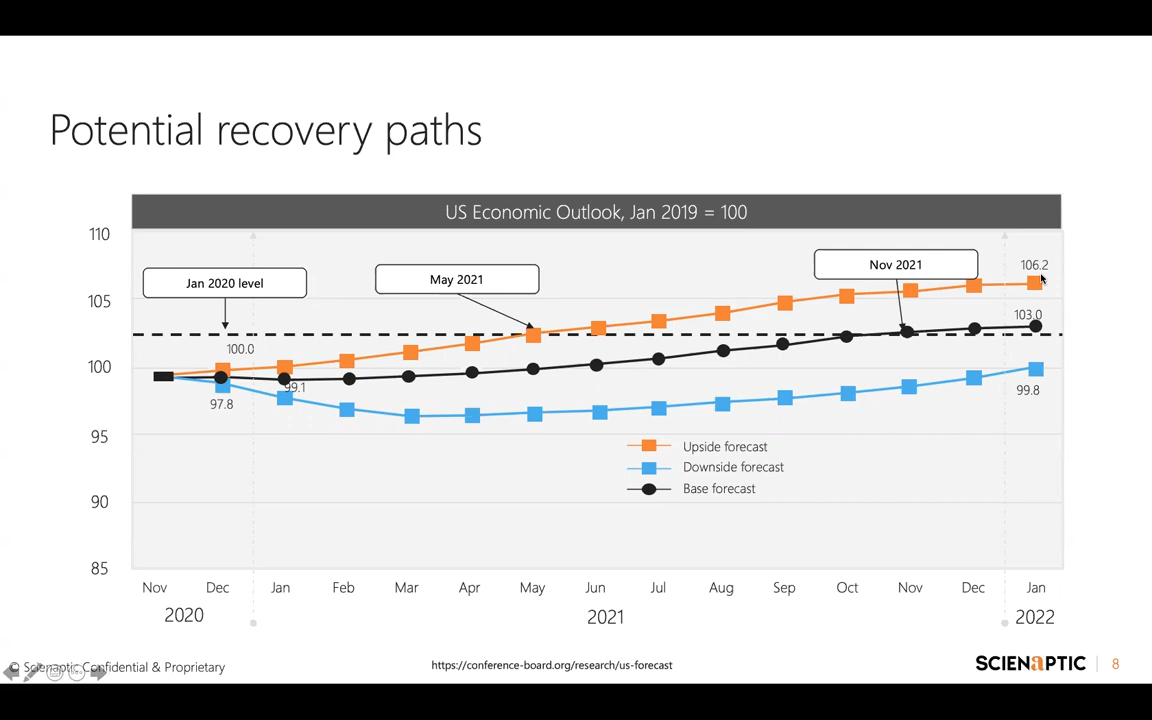 Potential recovery paths
US Economic Outlook, Jan 2019 = 100
110
105
100
95
90
85
Jan 2020 level
May 2021
Nov 2021
106.2
103.0
100.0
99.1
97.8
99.8
Upside forecast
Downside forecast
Base forecast
Nov Dec Jan Feb Mar Apr May Jun Jul Aug Sep Oct Nov Dec Jan
2020 2021 2022
© Scienaptic Confidential & Proprietary
https://conference-board.org/research/us-forecast
SCIENAPTIC
8